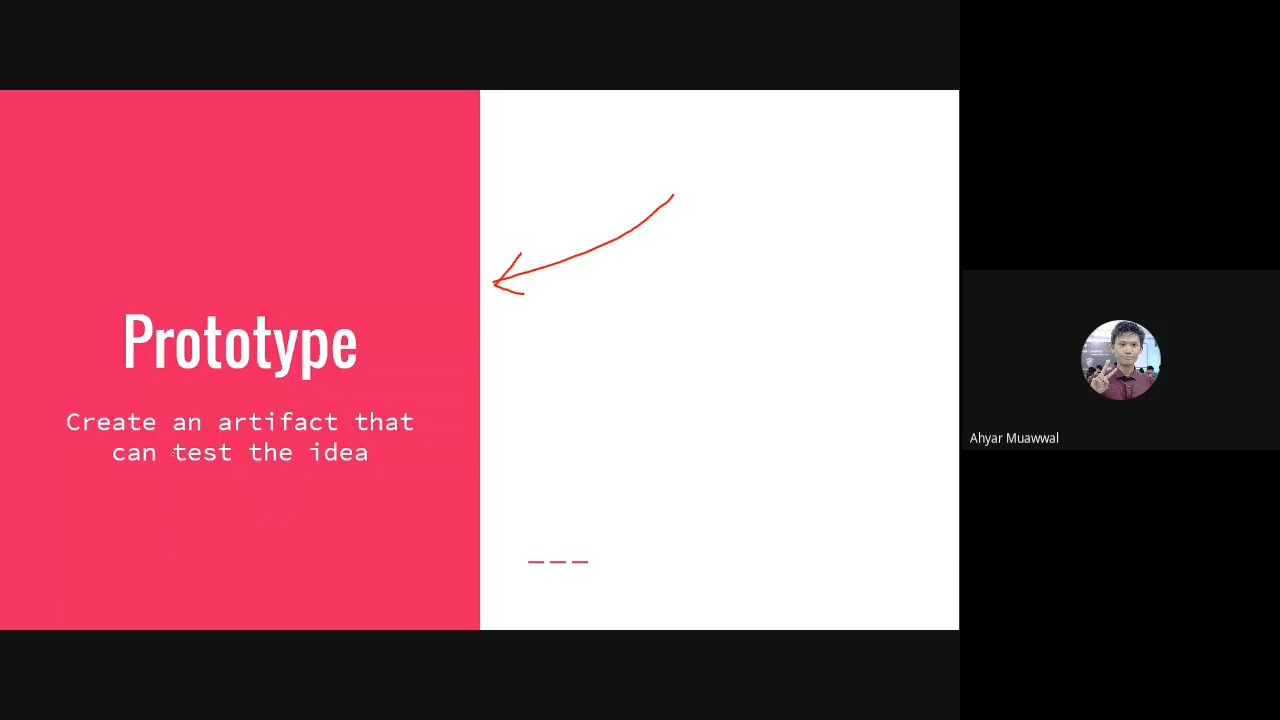 Prototype
Create an artifact that
can test the idea
Ahyar Muawwal